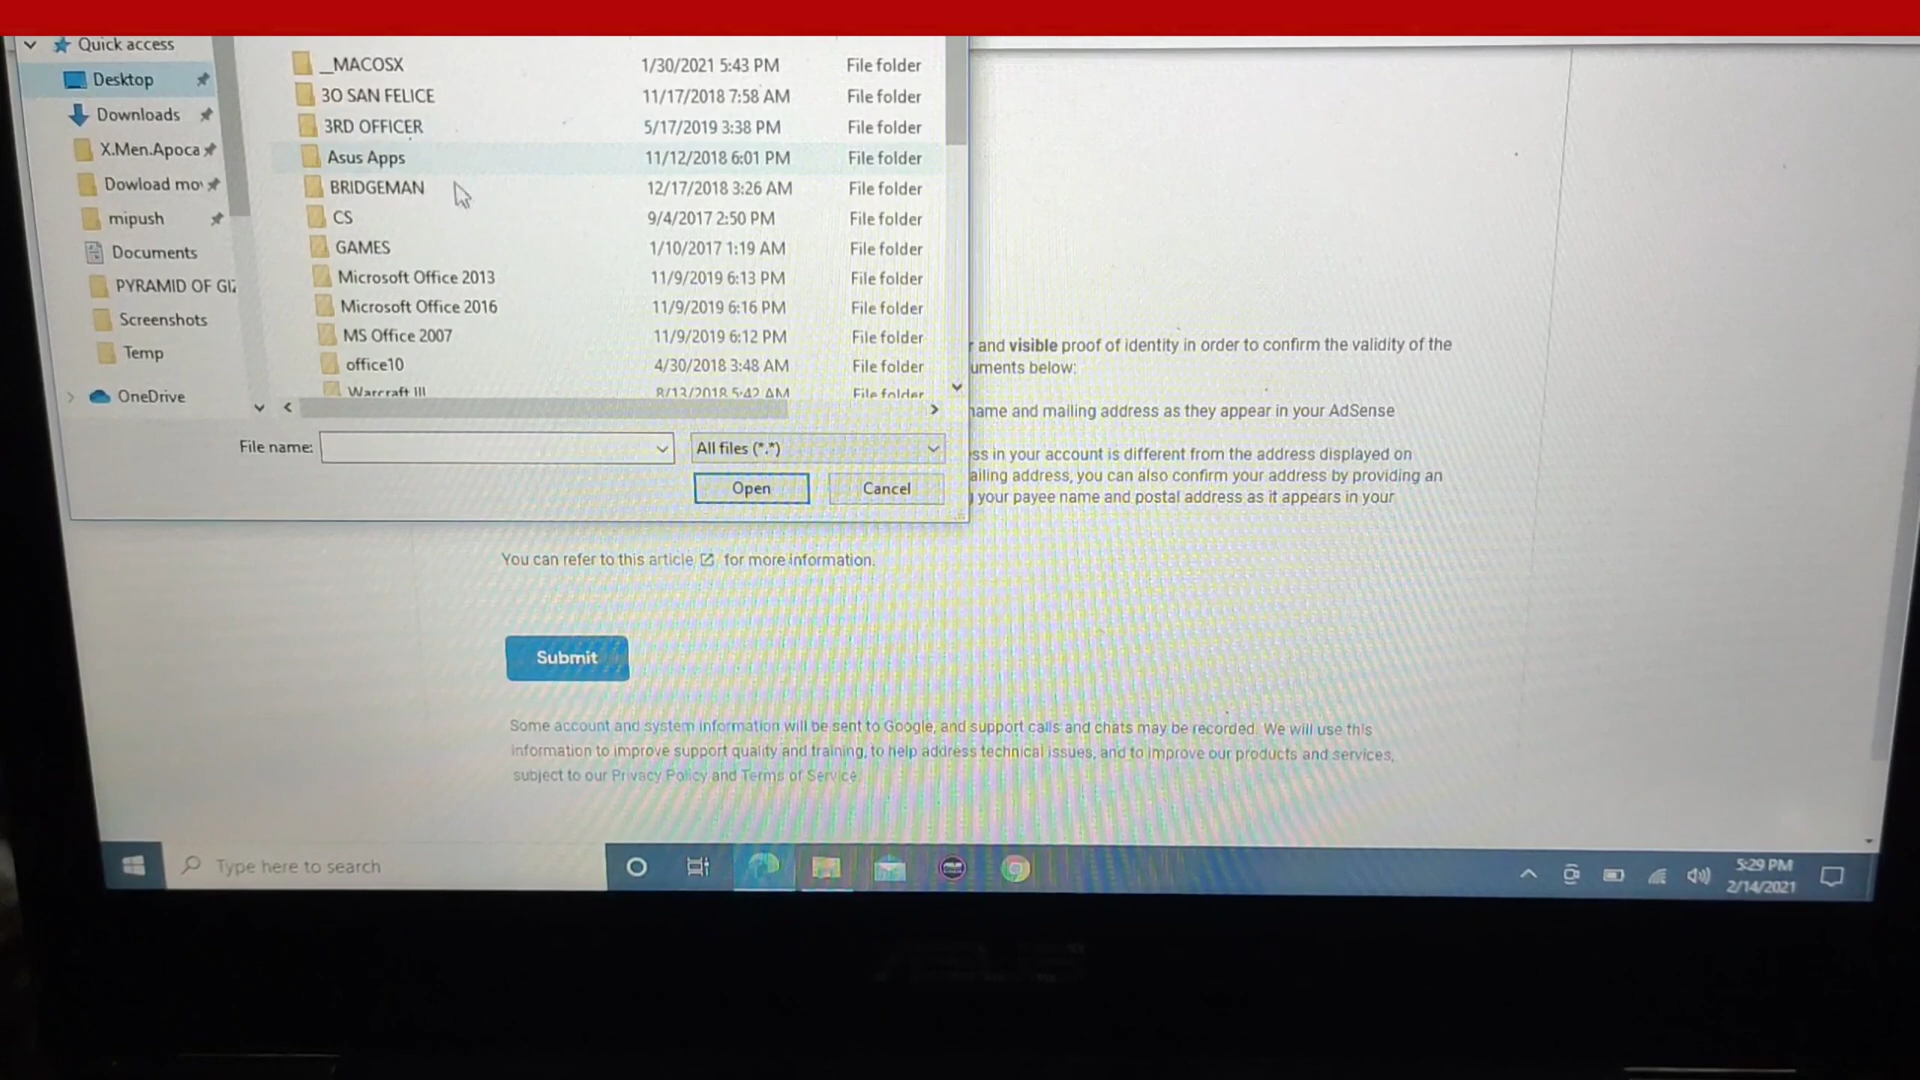 Quick access
Desktop
Downloads
X.Men.Apoca
Dowload mo
mipush
Documents
PYRAMID OF GI
Screenshots
Temp
OneDrive
__MACOSX 1/30/2021 5:43 PM File folder
3O SAN FELICE 11/17/2018 7:58 AM File folder
3RD OFFICER 5/17/2019 3:38 PM File folder
Asus Apps 11/12/2018 6:01 PM File folder
BRIDGEMAN 12/17/2018 3:26 AM File folder
CS 9/4/2017 2:50 PM File folder
GAMES 1/10/2017 1:19 AM File folder
Microsoft Office 2013 11/9/2019 6:13 PM File folder
Microsoft Office 2016 11/9/2019 6:16 PM File folder
MS Office 2007 11/9/2019 6:12 PM File folder
office10 4/30/2018 3:48 AM File folder
Warcraft III 8/13/2018 5:42 AM File folder
File name: All files (*.*)
Open Cancel
r and visible proof of identity in order to confirm the validity of the
uments below:
name and mailing address as they appear in your AdSense
ss in your account is different from the address displayed on
ailing address, you can also confirm your address by providing an
your payee name and postal address as it appears in your
You can refer to this article for more information.
Submit
Some account and system information will be sent to Google, and support calls and chats may be recorded. We will use this
information to improve support quality and training, to help address technical issues, and to improve our products and services,
subject to our Privacy Policy and Terms of Service.
Type here to search
5:29 PM
2/14/2021
ASUS